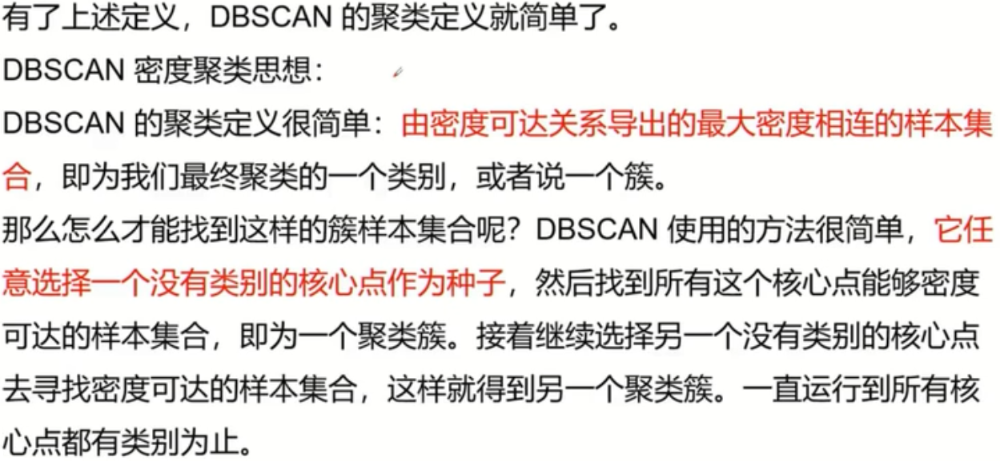 有了上述定义，DBSCAN 的聚类定义就简单了。
DBSCAN 密度聚类思想：
DBSCAN 的聚类定义很简单：由密度可达关系导出的最大密度相连的样本集
合，即为我们最终聚类的一个类别，或者说一个簇。
那么怎么才能找到这样的簇样本集合呢？DBSCAN 使用的方法很简单，它任
意选择一个没有类别的核心点作为种子，然后找到所有这个核心点能够密度
可达的样本集合，即为一个聚类簇。接着继续选择另一个没有类别的核心点
去寻找密度可达的样本集合，这样就得到另一个聚类簇。一直运行到所有核
心点都有类别为止。